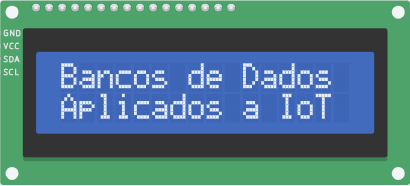 GND
VCC
SDA
SCL
Bancos de Dados
Aplicados a IoT